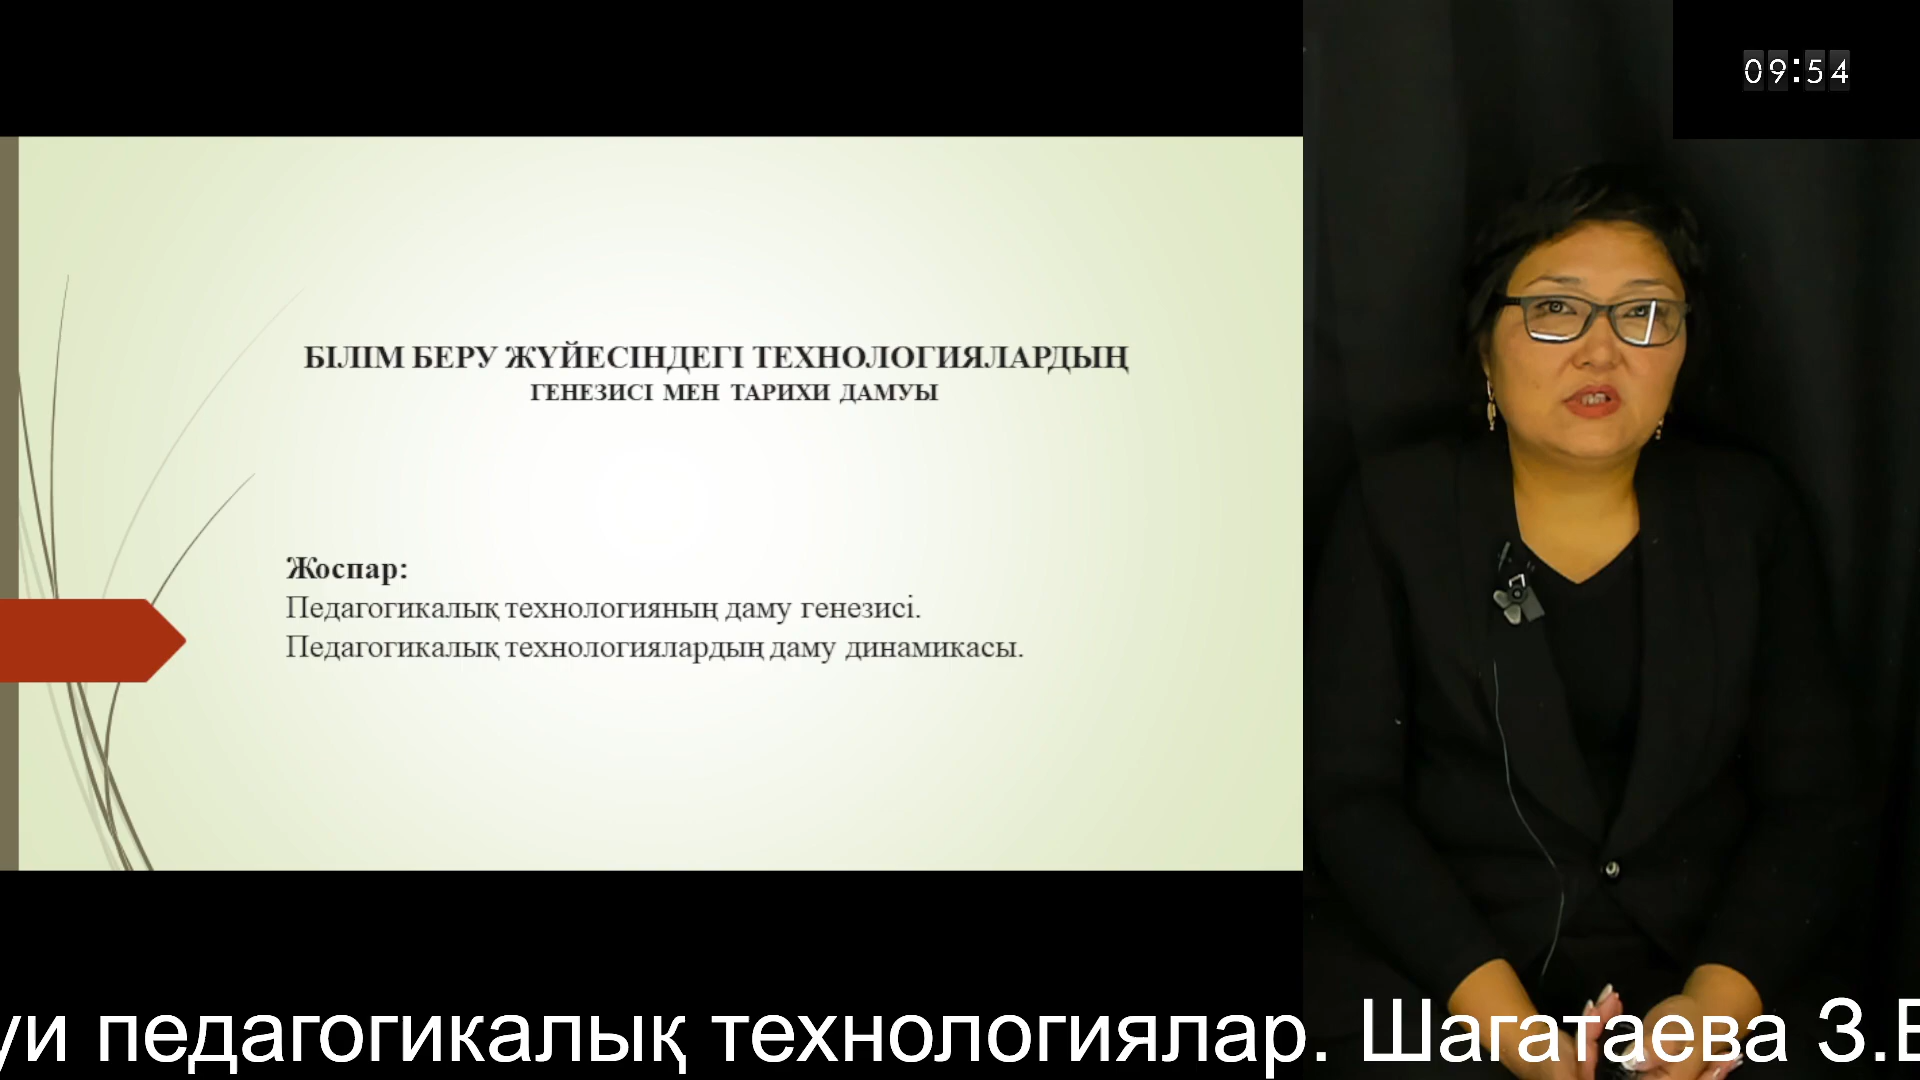 09:54
БІЛІМ БЕРУ ЖҮЙЕСІНДЕГІ ТЕХНОЛОГИЯЛАРДЫҢ
ГЕНЕЗИСІ МЕН ТАРИХИ ДАМУЫ
Жоспар:
Педагогикалық технологияның даму генезисі.
Педагогикалық технологиялардың даму динамикасы.
педагогикалық технологиялар. Шагатаева З.